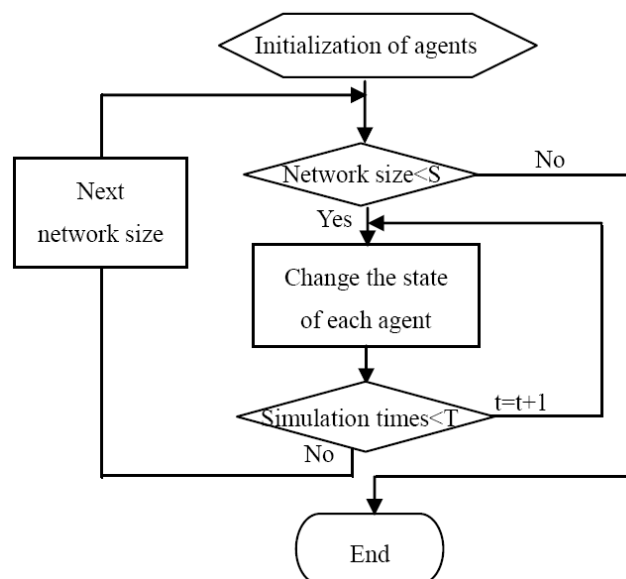 Initialization of agents
Network size<S
No
Next
network size
Yes
Change the state
of each agent
Simulation times<T
t=t+1
No
End